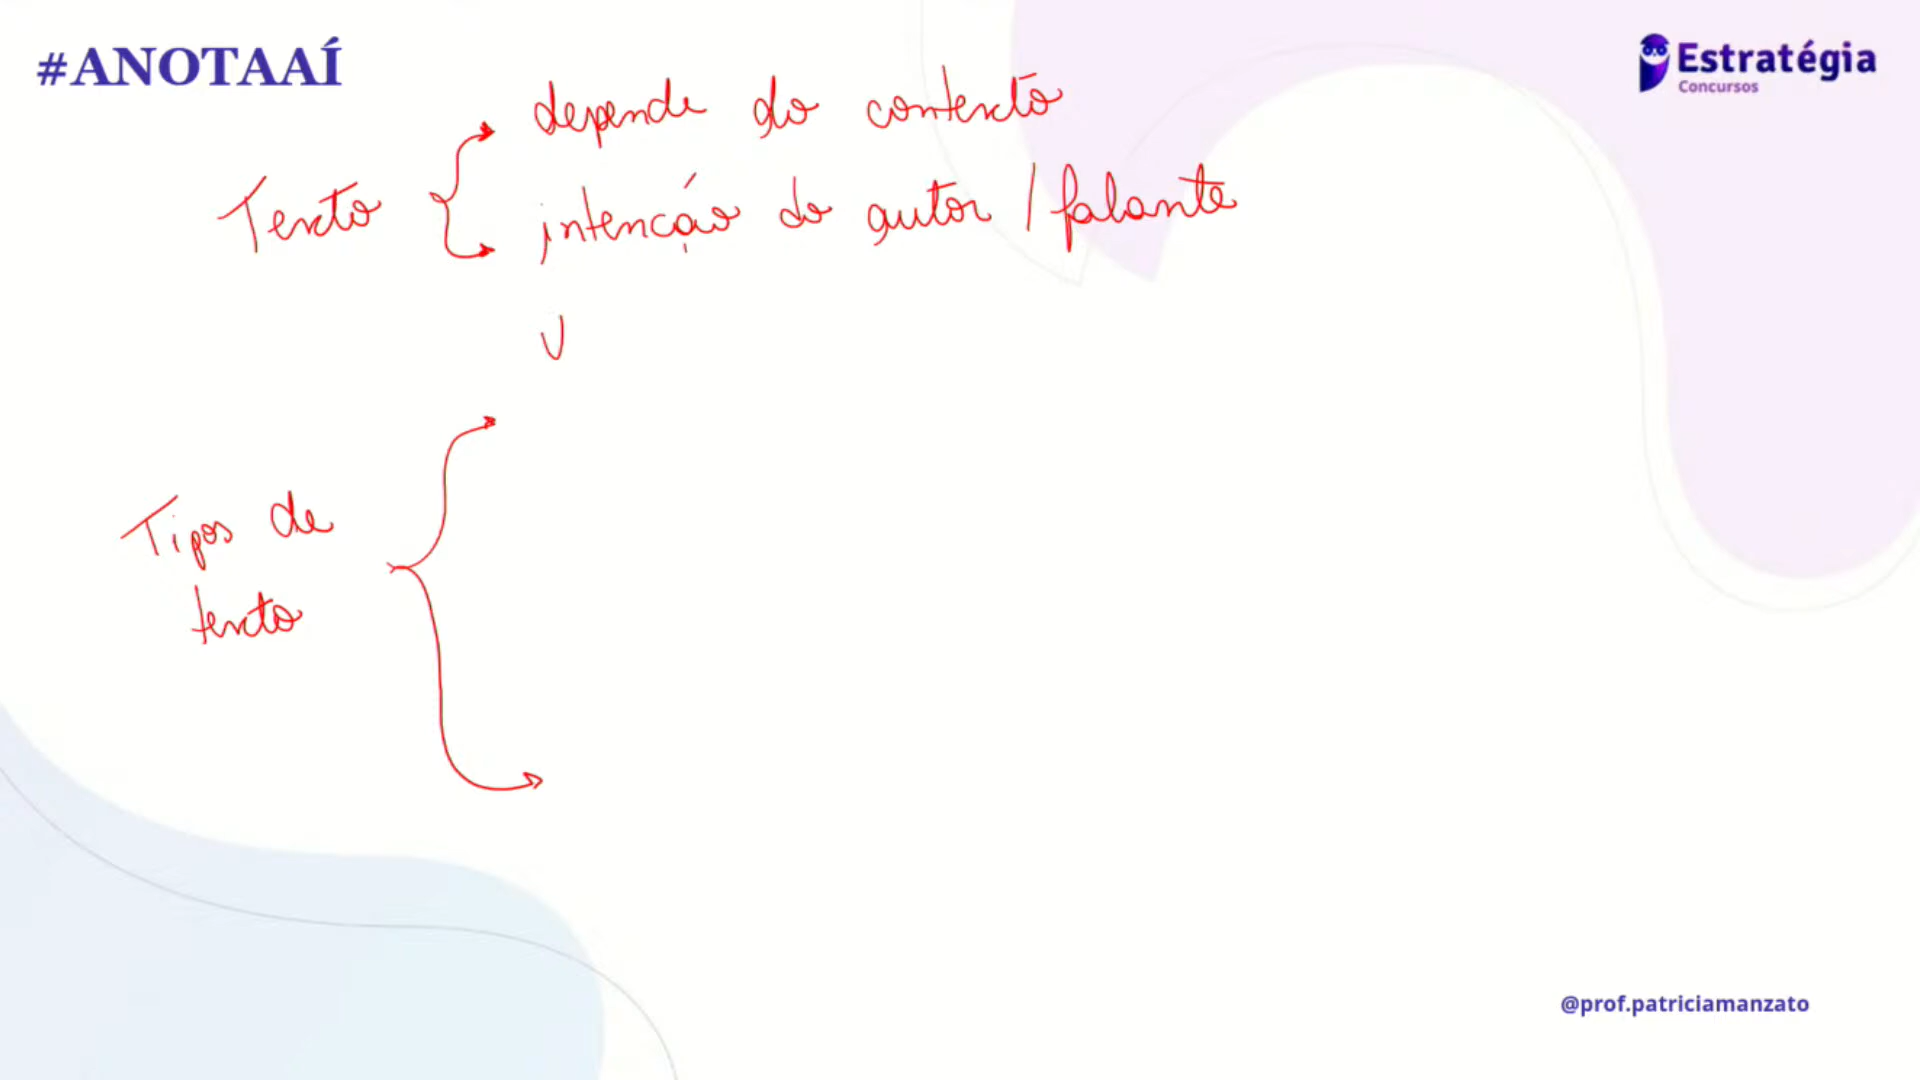 #ANOTAAÍ
Estratégia
Concursos
depende do contexto
Texto
intenção do autor / falante
V
Tipos de
texto
@prof.patriciamanzato